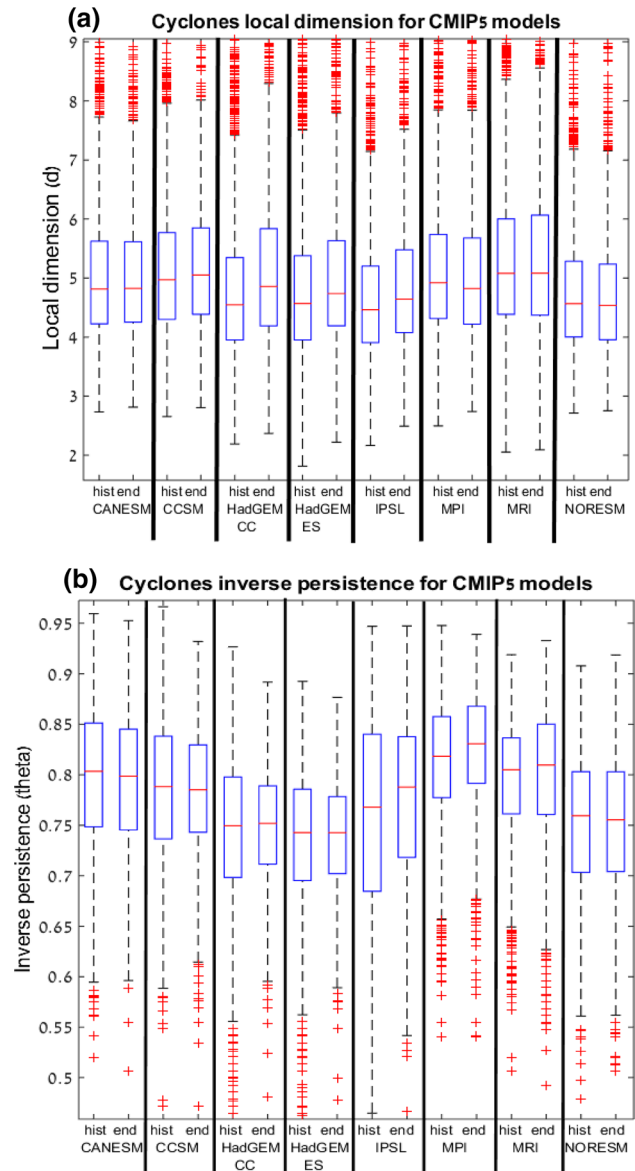 (a)
Cyclones local dimension for CMIP5 models
Local dimension (d)
9
8
7
6
5
4
3
2
hist end hist end hist end hist end hist end hist end hist end hist end
CANESM CCSM HadGEM HadGEM IPSL MPI MRI NORESM
CC ES
(b)
Cyclones inverse persistence for CMIP5 models
Inverse persistence (theta)
0.95
0.9
0.85
0.8
0.75
0.7
0.65
0.6
0.55
0.5
hist end hist end hist end hist end hist end hist end hist end hist end
CANESM CCSM HadGEM HadGEM IPSL MPI MRI NORESM
CC ES